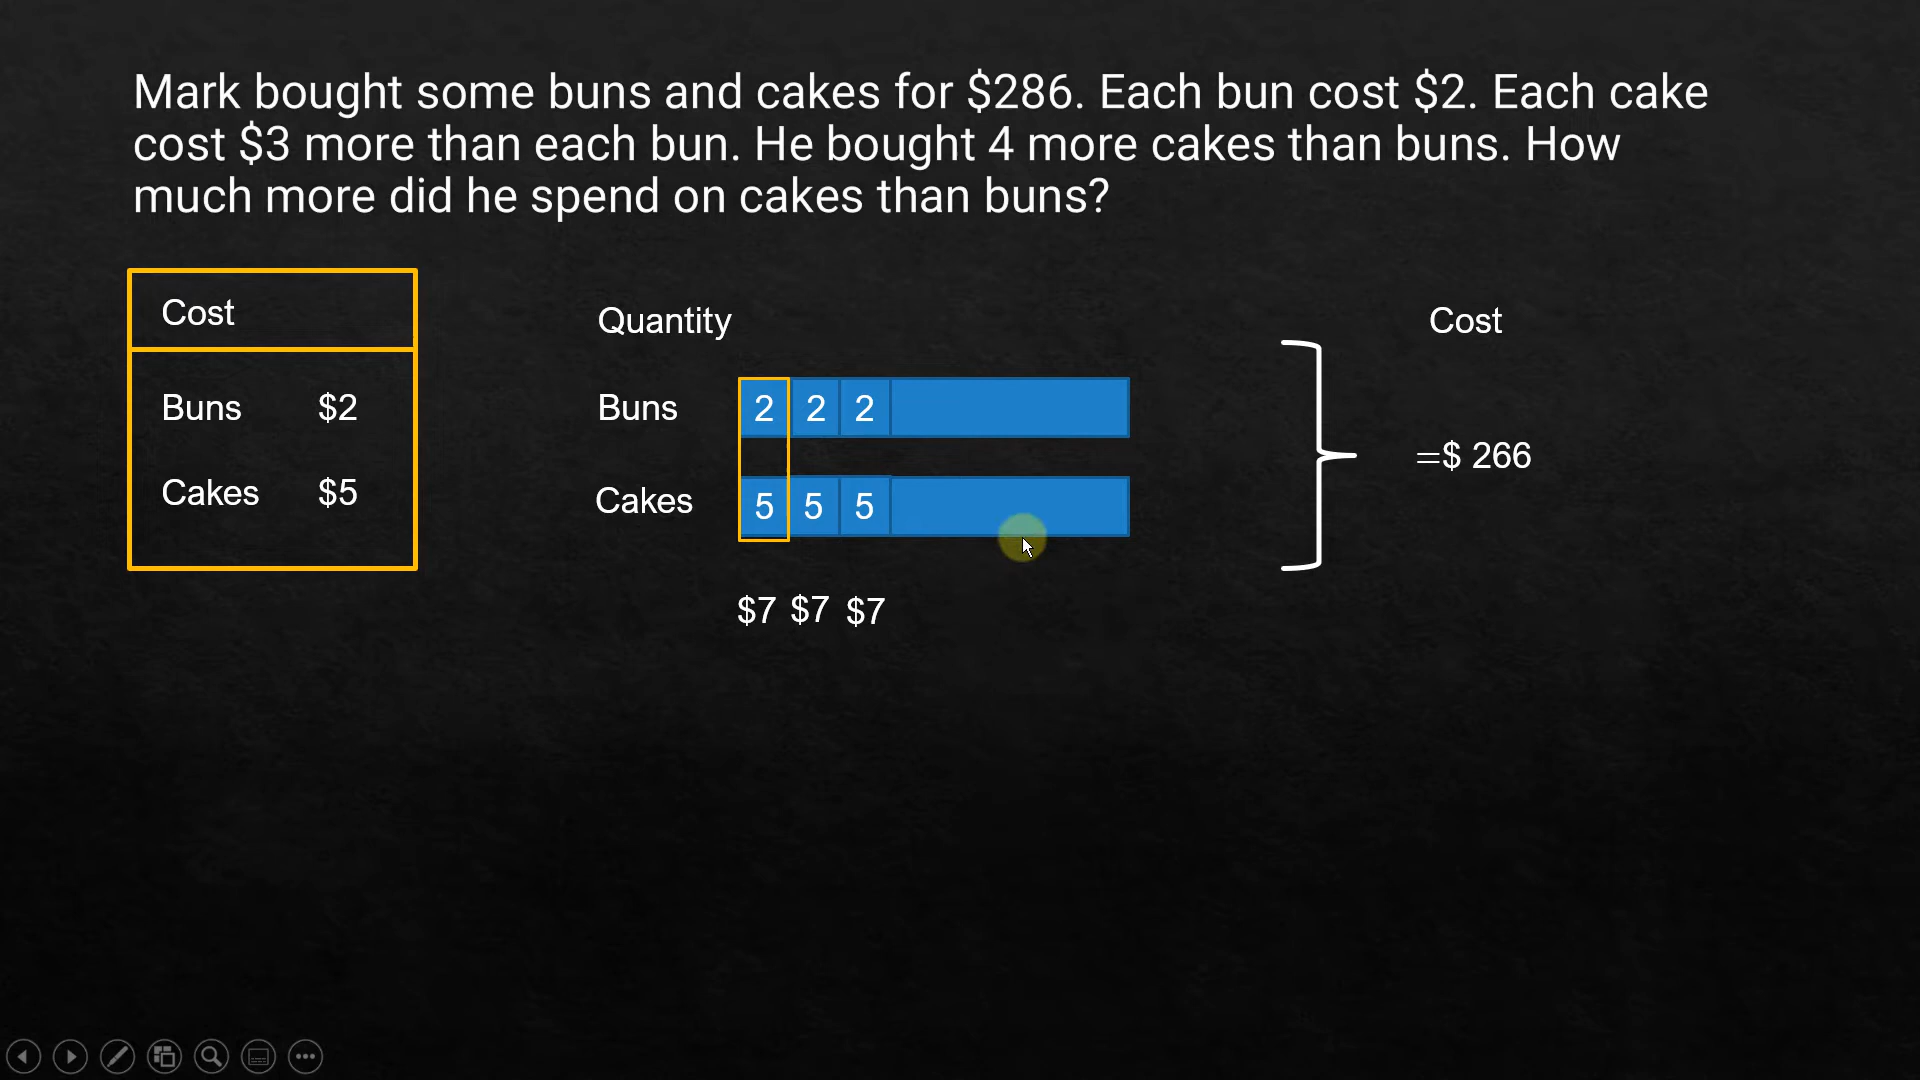 Mark bought some buns and cakes for $286. Each bun cost $2. Each cake
cost $3 more than each bun. He bought 4 more cakes than buns. How
much more did he spend on cakes than buns?
Cost
Buns $2
Cakes $5
Quantity
Buns 2 2 2
Cakes 5 5 5
$7 $7 $7
Cost
=$ 266